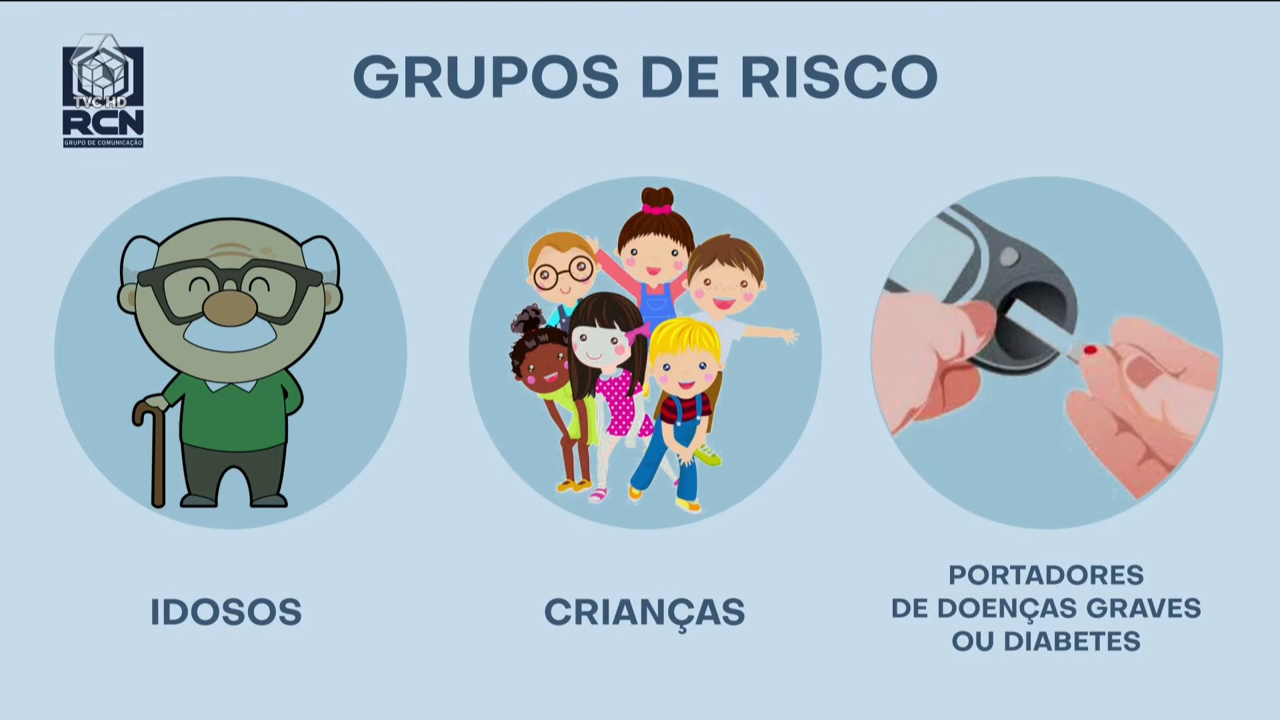 GRUPOS DE RISCO
TVC HD
RCN
GRUPO DE COMUNICAÇÃO
IDOSOS
CRIANÇAS
PORTADORES
DE DOENÇAS GRAVES
OU DIABETES